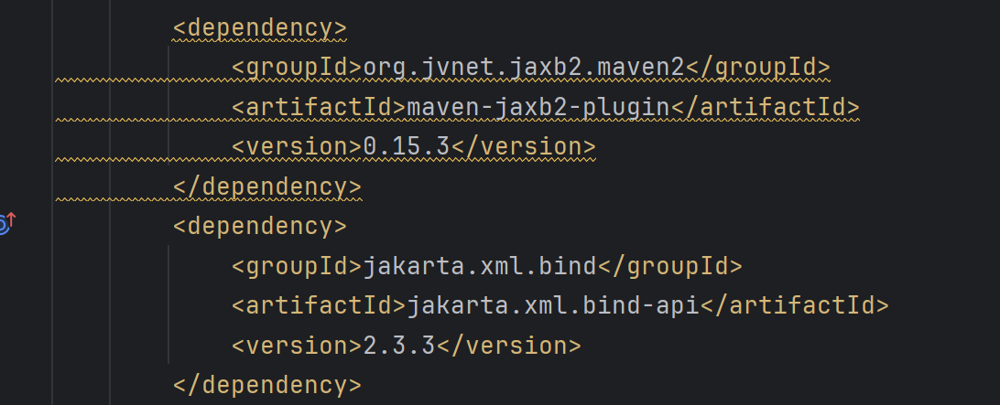 <dependency>
<groupId>org.jvnet.jaxb2.maven2</groupId>
<artifactId>maven-jaxb2-plugin</artifactId>
<version>0.15.3</version>
</dependency>
<dependency>
<groupId>jakarta.xml.bind</groupId>
<artifactId>jakarta.xml.bind-api</artifactId>
<version>2.3.3</version>
</dependency>